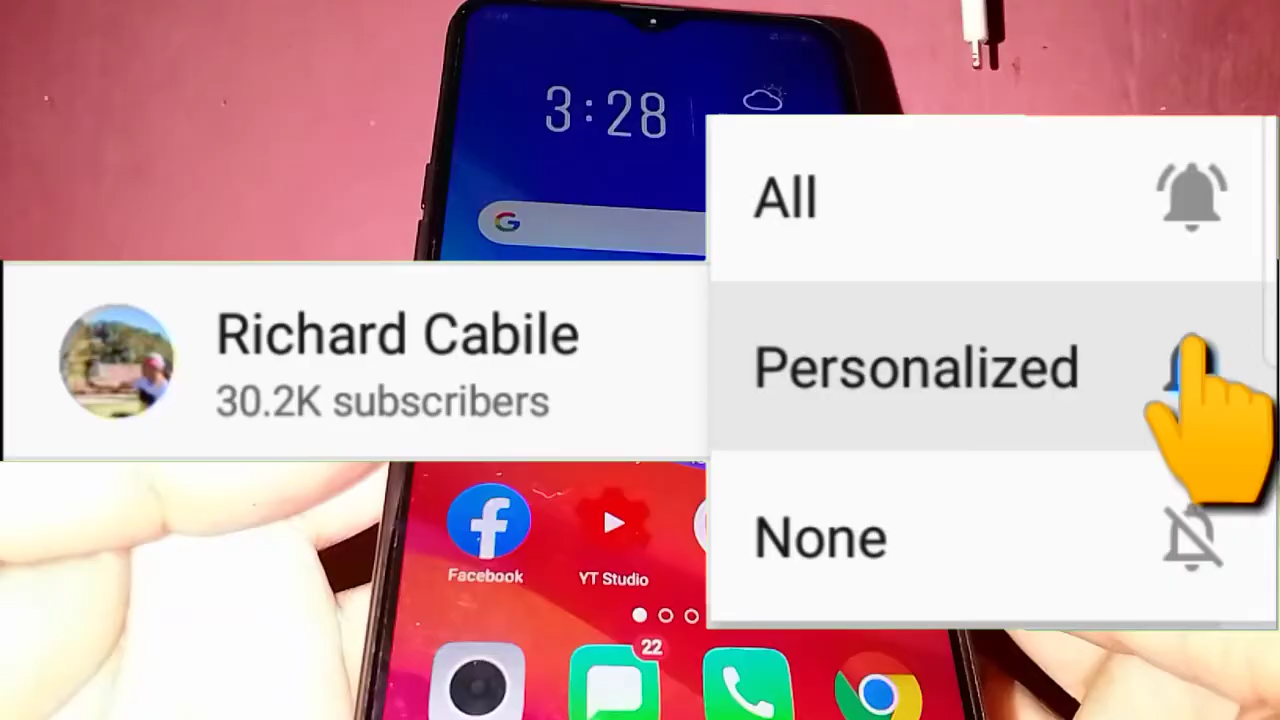 3:28
All
Richard Cabile
30.2K subscribers
Personalized
None
Facebook
YT Studio
22